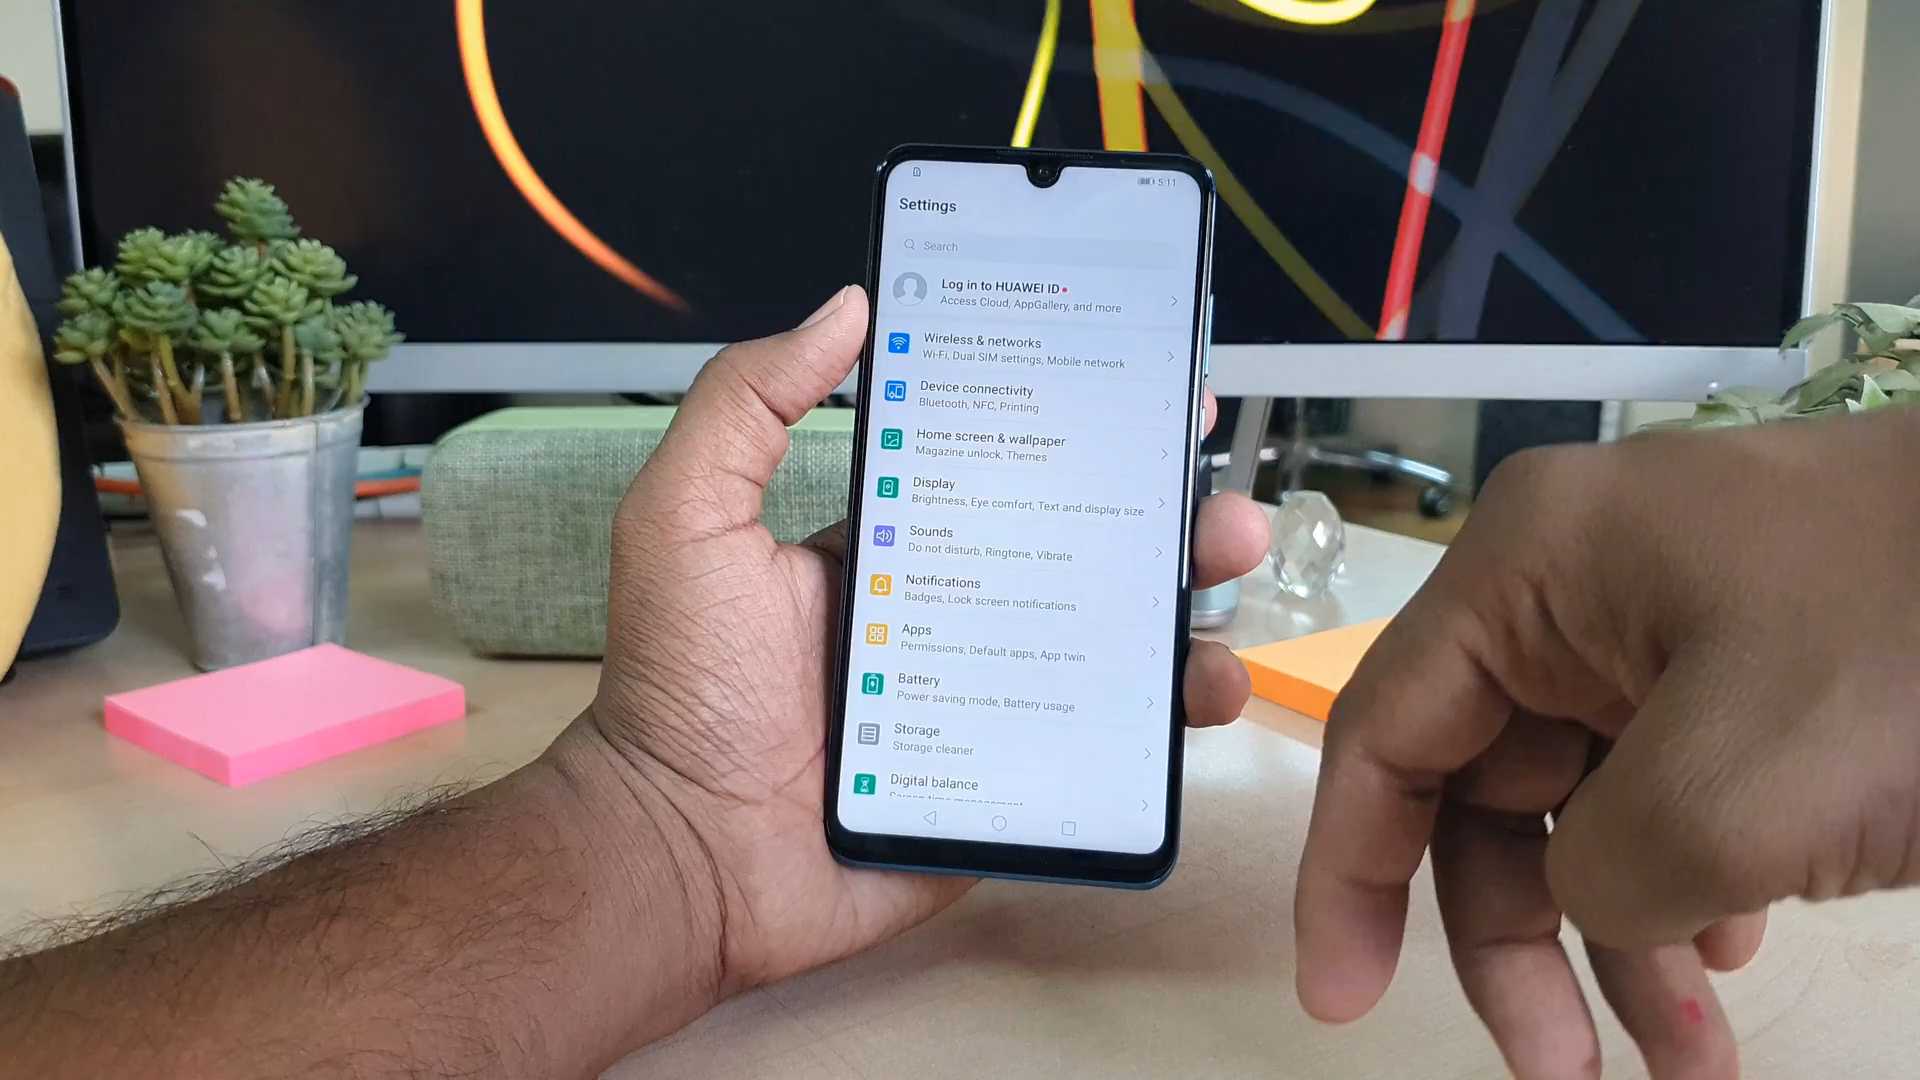 5:11
Settings
Search
Log in to HUAWEI ID
Access Cloud, AppGallery, and more
Wireless & networks
Wi-Fi, Dual SIM settings, Mobile network
Device connectivity
Bluetooth, NFC, Printing
Home screen & wallpaper
Magazine unlock, Themes
Display
Brightness, Eye comfort, Text and display size
Sounds
Do not disturb, Ringtone, Vibrate
Notifications
Badges, Lock screen notifications
Apps
Permissions, Default apps, App twin
Battery
Power saving mode, Battery usage
Storage
Storage cleaner
Digital balance
Screen time management